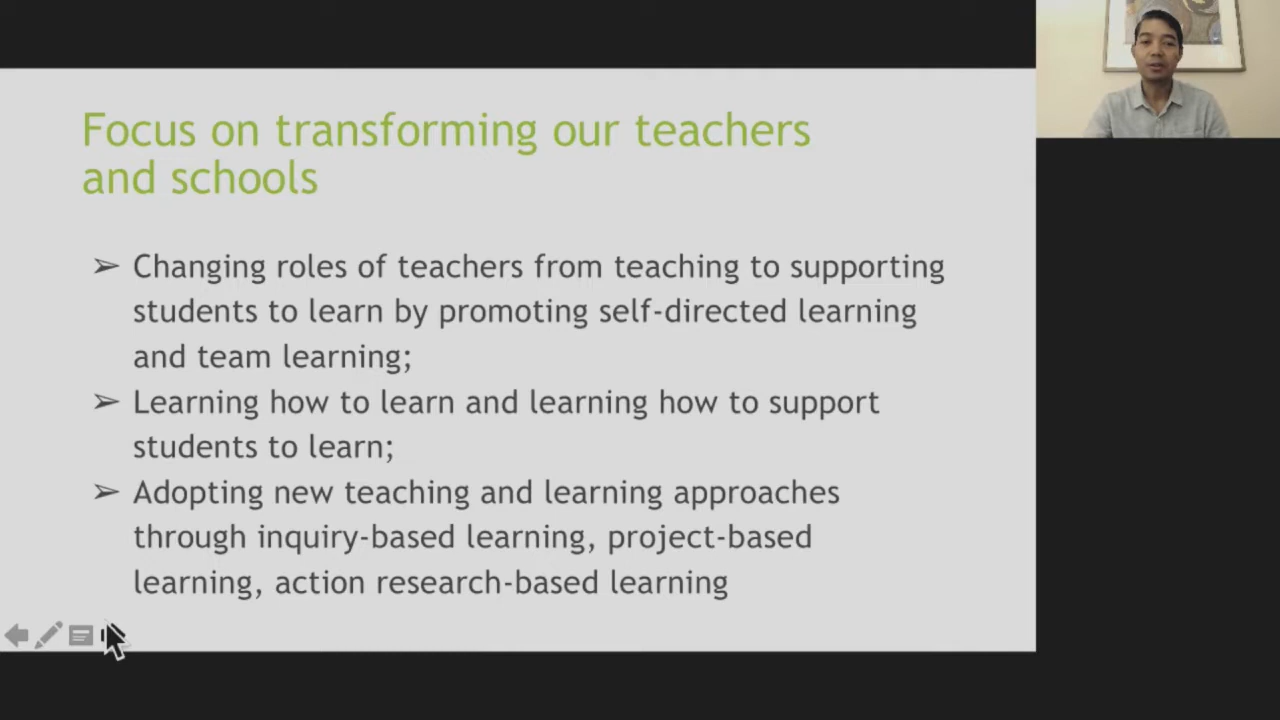 Focus on transforming our teachers
and schools
➢ Changing roles of teachers from teaching to supporting
students to learn by promoting self-directed learning
and team learning;
➢ Learning how to learn and learning how to support
students to learn;
➢ Adopting new teaching and learning approaches
through inquiry-based learning, project-based
learning, action research-based learning